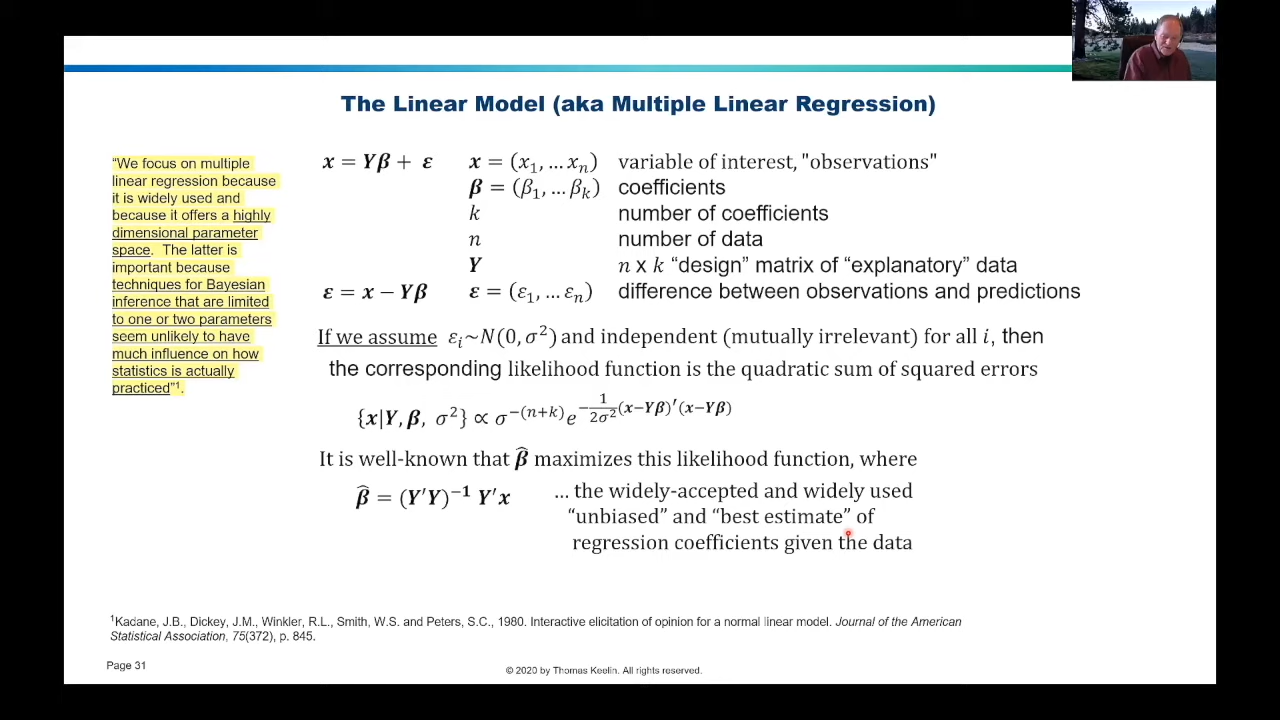 The Linear Model (aka Multiple Linear Regression)
“We focus on multiple
linear regression because
it is widely used and
because it offers a highly
dimensional parameter
space. The latter is
important because
techniques for Bayesian
inference that are limited
to one or two parameters
seem unlikely to have
much influence on how
statistics is actually
practiced”¹.
x = Yβ + ε x = (x₁, … xₙ) variable of interest, "observations"
β = (β₁, … βₖ) coefficients
k number of coefficients
n number of data
Y n x k “design” matrix of “explanatory” data
ε = x − Yβ ε = (ε₁, … εₙ) difference between observations and predictions
If we assume εᵢ~N(0, σ²) and independent (mutually irrelevant) for all i, then
the corresponding likelihood function is the quadratic sum of squared errors
{x|Y, β, σ²} ∝ σ^−(n+k) e^−1/2σ² (x−Yβ)′(x−Yβ)
It is well-known that β̂ maximizes this likelihood function, where
β̂ = (Y′Y)⁻¹ Y′x … the widely-accepted and widely used
“unbiased” and “best estimate” of
regression coefficients given the data
¹Kadane, J.B., Dickey, J.M., Winkler, R.L., Smith, W.S. and Peters, S.C., 1980. Interactive elicitation of opinion for a normal linear model. Journal of the American
Statistical Association, 75(372), p. 845.
Page 31
© 2020 by Thomas Keelin. All rights reserved.